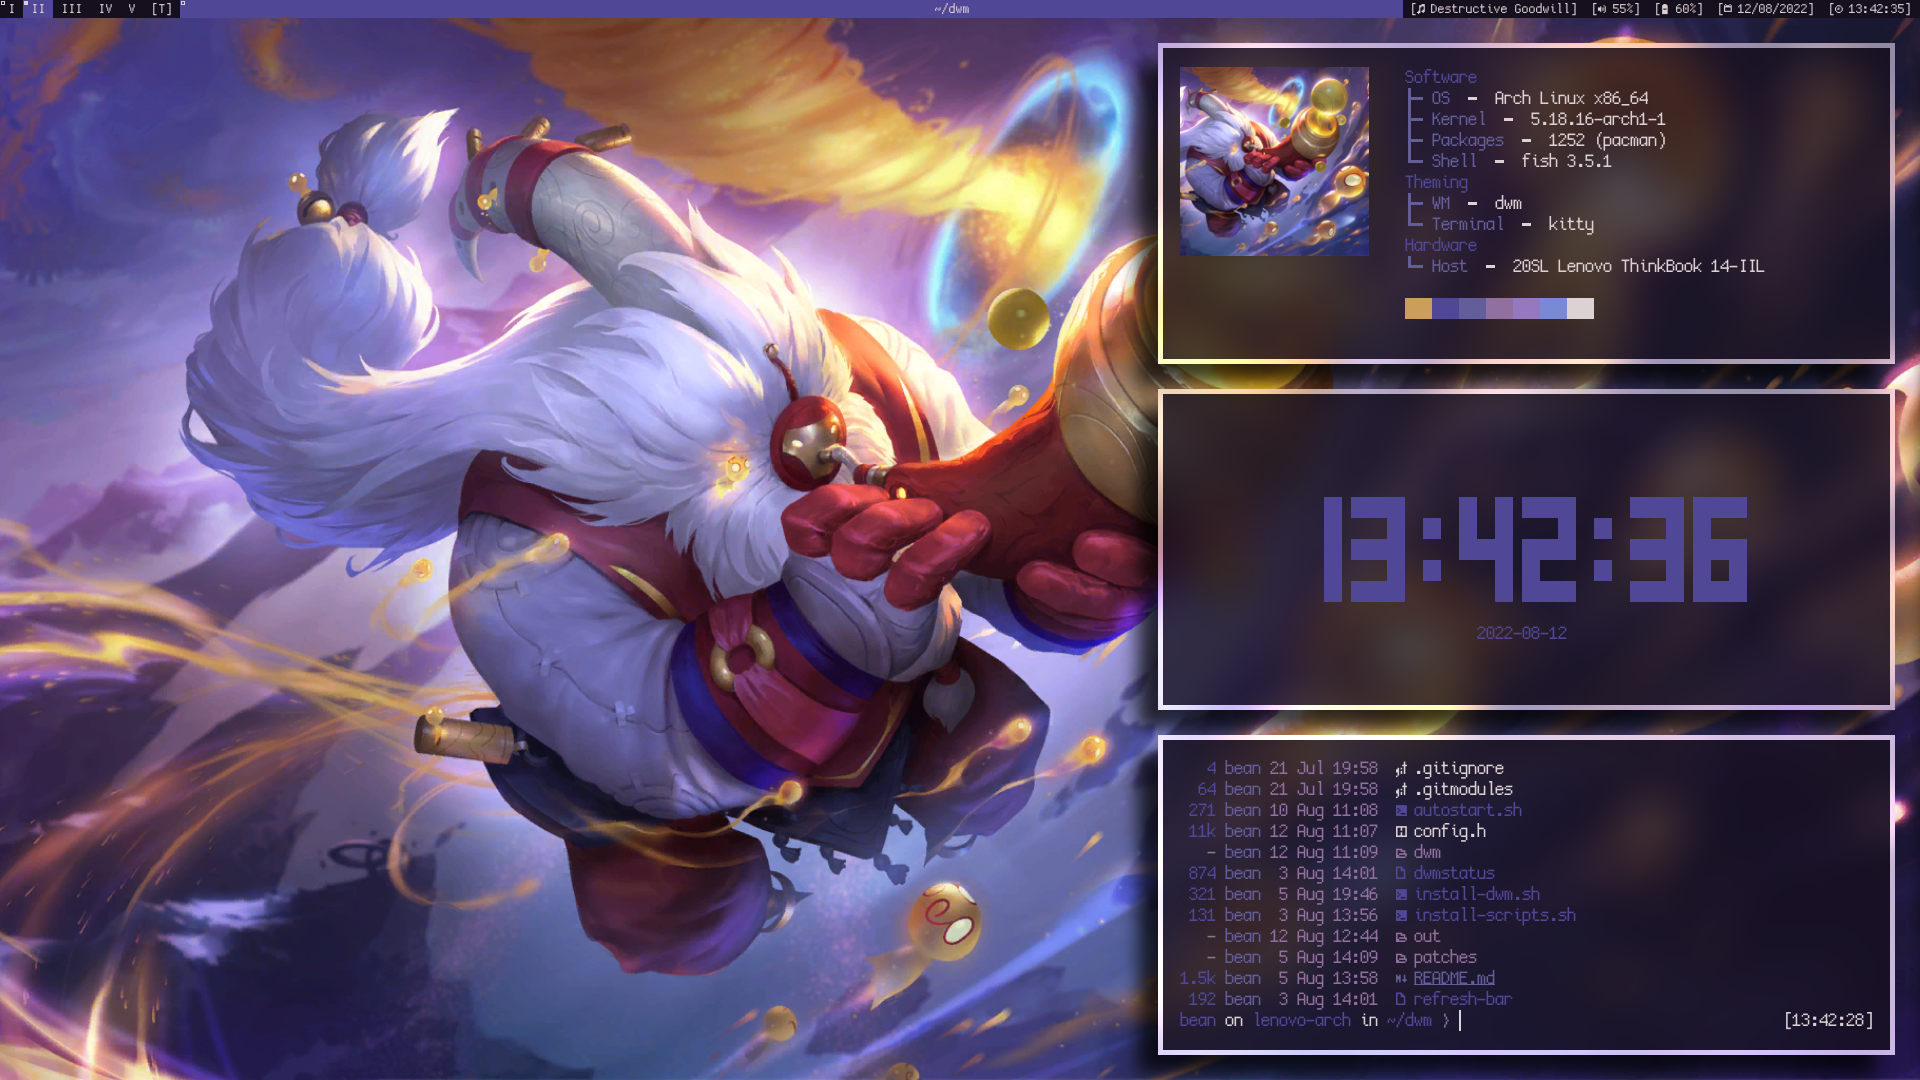 I II III IV V [T] ~/dwm [Destructive Goodwill] [55%] [60%] [12/08/2022] [13:42:35]
Software
OS - Arch Linux x86_64
Kernel - 5.18.16-arch1-1
Packages - 1252 (pacman)
Shell - fish 3.5.1
Theming
WM - dwm
Terminal - kitty
Hardware
Host - 20SL Lenovo ThinkBook 14-IIL
13:42:36
2022-08-12
4 bean 21 Jul 19:58 .gitignore
64 bean 21 Jul 19:58 .gitmodules
271 bean 10 Aug 11:08 autostart.sh
11k bean 12 Aug 11:07 config.h
- bean 12 Aug 11:09 dwm
874 bean 3 Aug 14:01 dwmstatus
321 bean 5 Aug 19:46 install-dwm.sh
131 bean 3 Aug 13:56 install-scripts.sh
- bean 12 Aug 12:44 out
- bean 5 Aug 14:09 patches
1.5k bean 5 Aug 13:58 README.md
192 bean 3 Aug 14:01 refresh-bar
bean on lenovo-arch in ~/dwm ❯ [13:42:28]